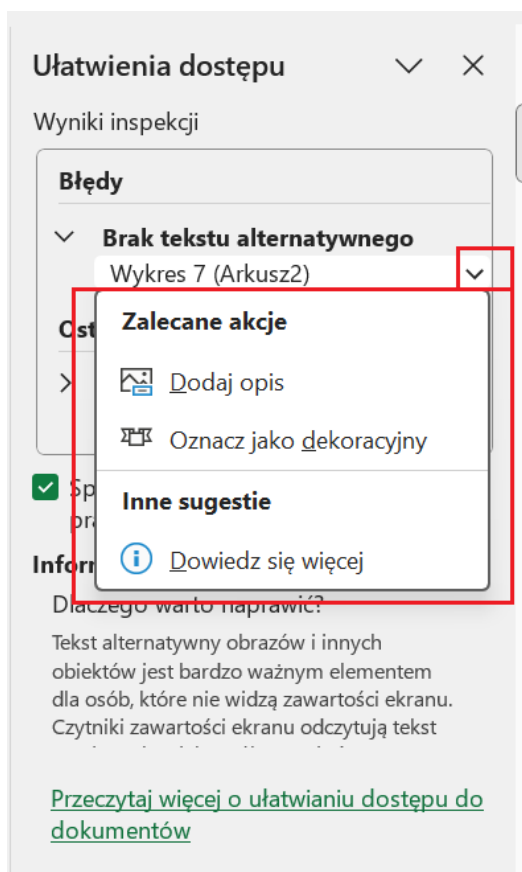 Ułatwienia dostępu
Wyniki inspekcji
Błędy
Brak tekstu alternatywnego
Wykres 7 (Arkusz2)
Zalecane akcje
Dodaj opis
Oznacz jako dekoracyjny
Inne sugestie
Dowiedz się więcej
Dlaczego warto naprawić?
Tekst alternatywny obrazów i innych
obiektów jest bardzo ważnym elementem
dla osób, które nie widzą zawartości ekranu.
Czytniki zawartości ekranu odczytują tekst
Przeczytaj więcej o ułatwianiu dostępu do
dokumentów